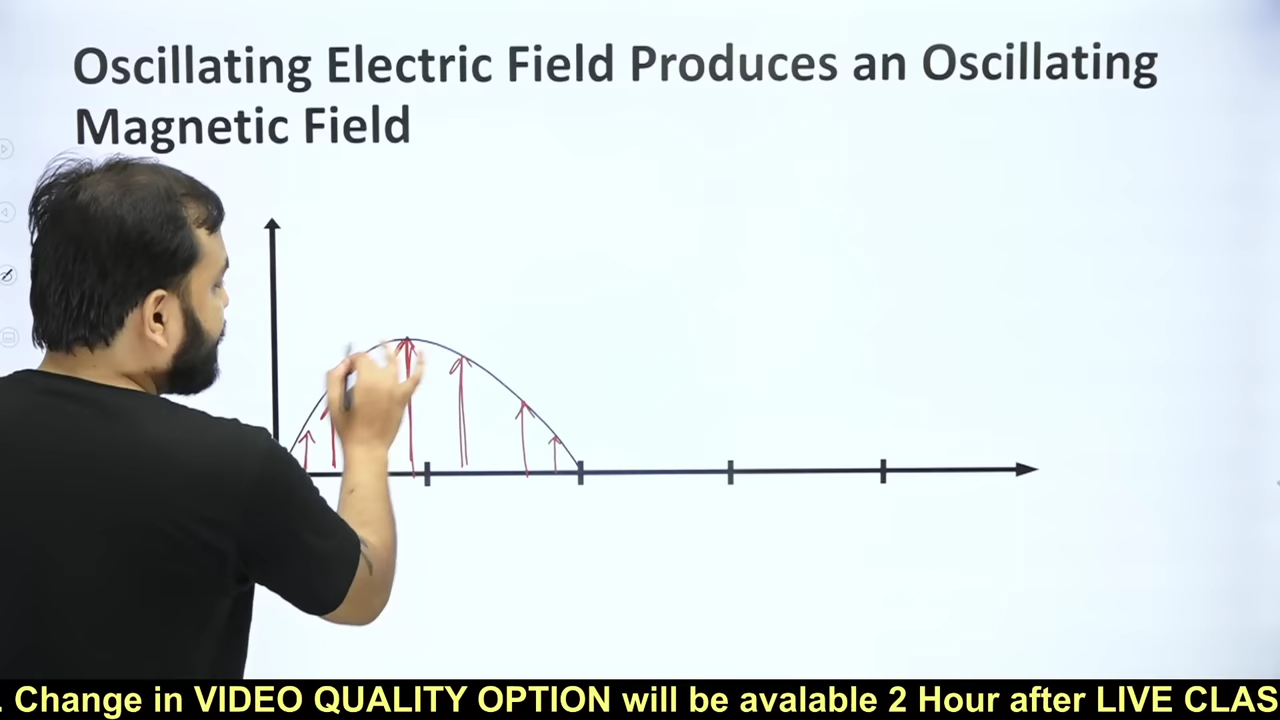 Oscillating Electric Field Produces an Oscillating
Magnetic Field
. Change in VIDEO QUALITY OPTION will be avalable 2 Hour after LIVE CLAS